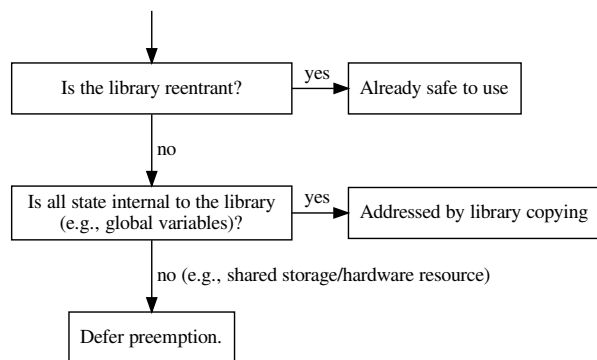 Is the library reentrant?
yes
Already safe to use
no
Is all state internal to the library
(e.g., global variables)?
yes
Addressed by library copying
no (e.g., shared storage/hardware resource)
Defer preemption.